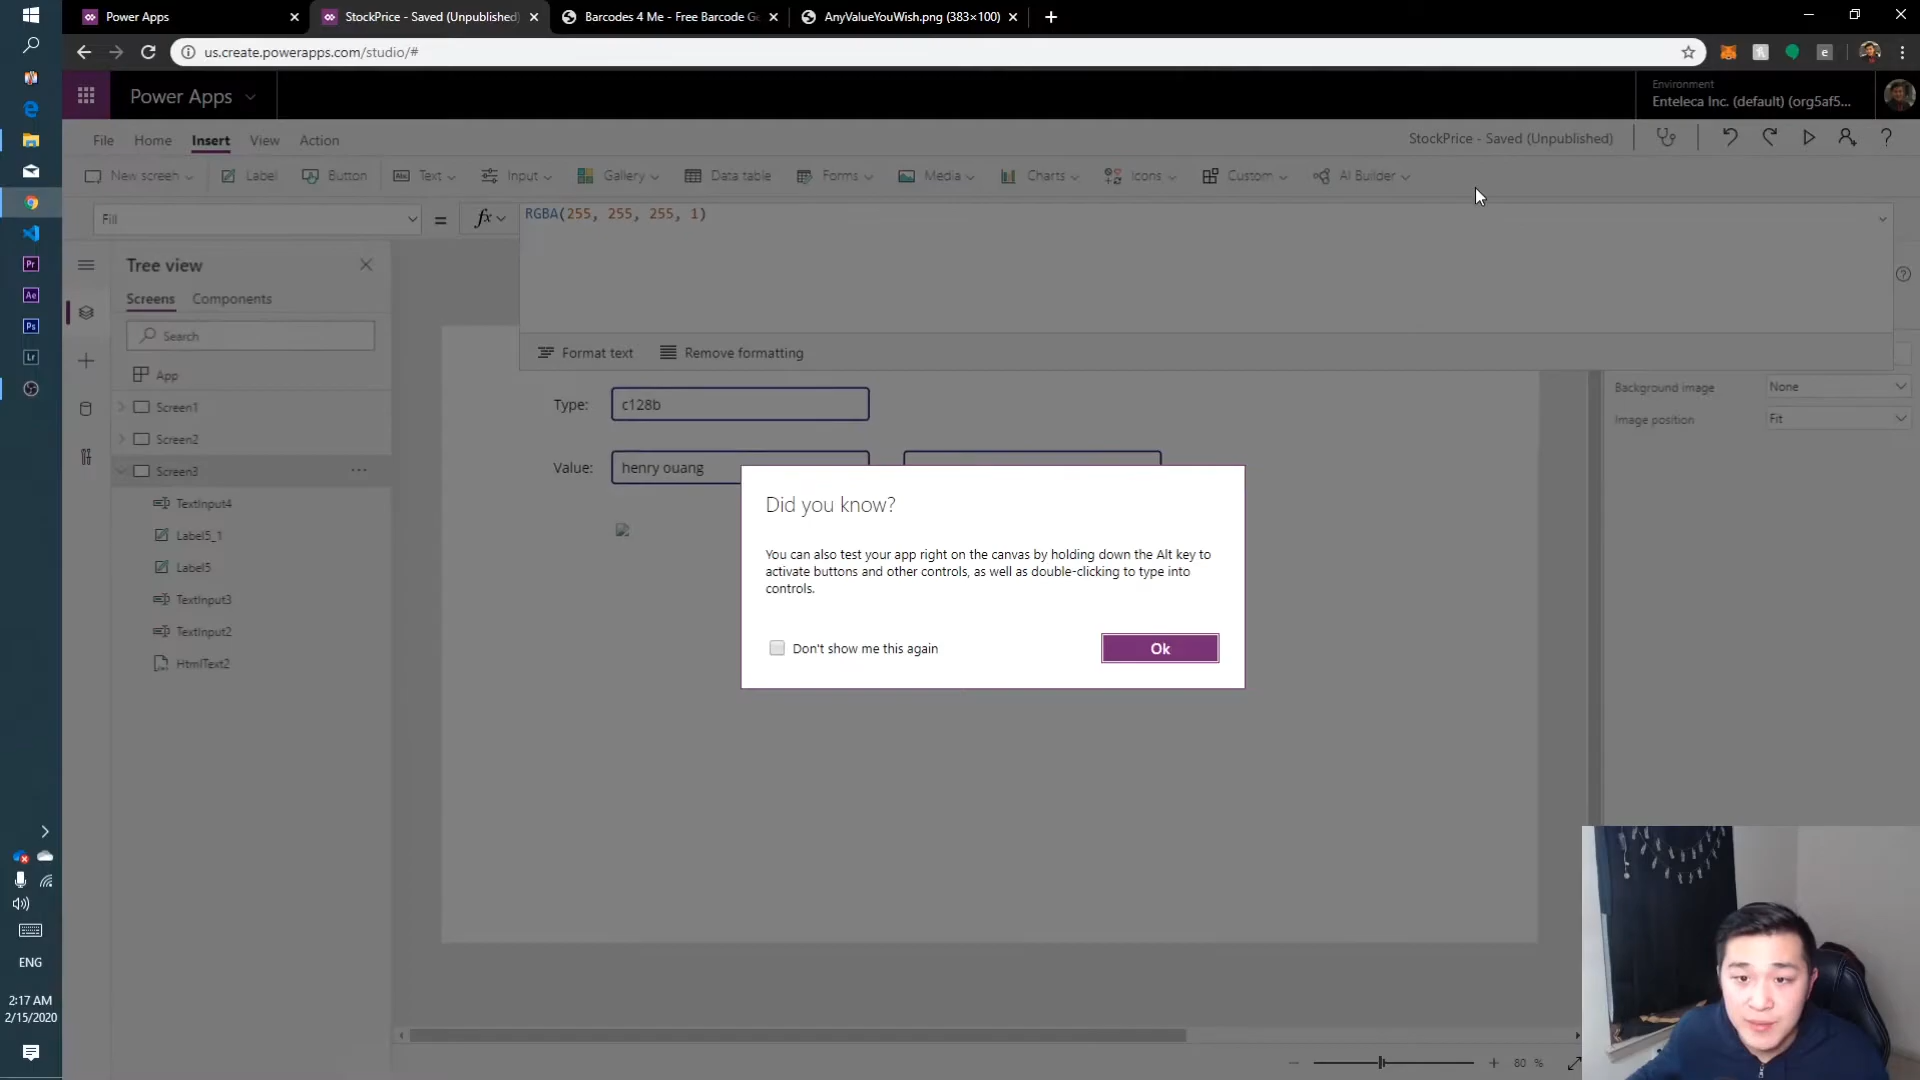 Power Apps
StockPrice - Saved (Unpublished)
Barcodes 4 Me - Free Barcode Ge
AnyValueYouWish.png (383×100)
us.create.powerapps.com/studio/#
Power Apps
Environment
Enteleca Inc. (default) (org5af5...
File
Home
Insert
View
Action
StockPrice - Saved (Unpublished)
New screen
Label
Button
Text
Input
Gallery
Data table
Forms
Media
Charts
Icons
Custom
AI Builder
Fill
=
fx
RGBA(255, 255, 255, 1)
Format text
Remove formatting
Tree view
Screens
Components
Search
App
Screen1
Screen2
Screen3
TextInput4
Label5_1
Label5
TextInput3
TextInput2
HtmlText2
Type:
c128b
Value:
henry ouang
Did you know?
You can also test your app right on the canvas by holding down the Alt key to
activate buttons and other controls, as well as double-clicking to type into
controls.
Don't show me this again
Ok
Background image
None
Image position
Fit
80 %
Pr
Ae
Ps
Lr
ENG
2:17 AM
2/15/2020